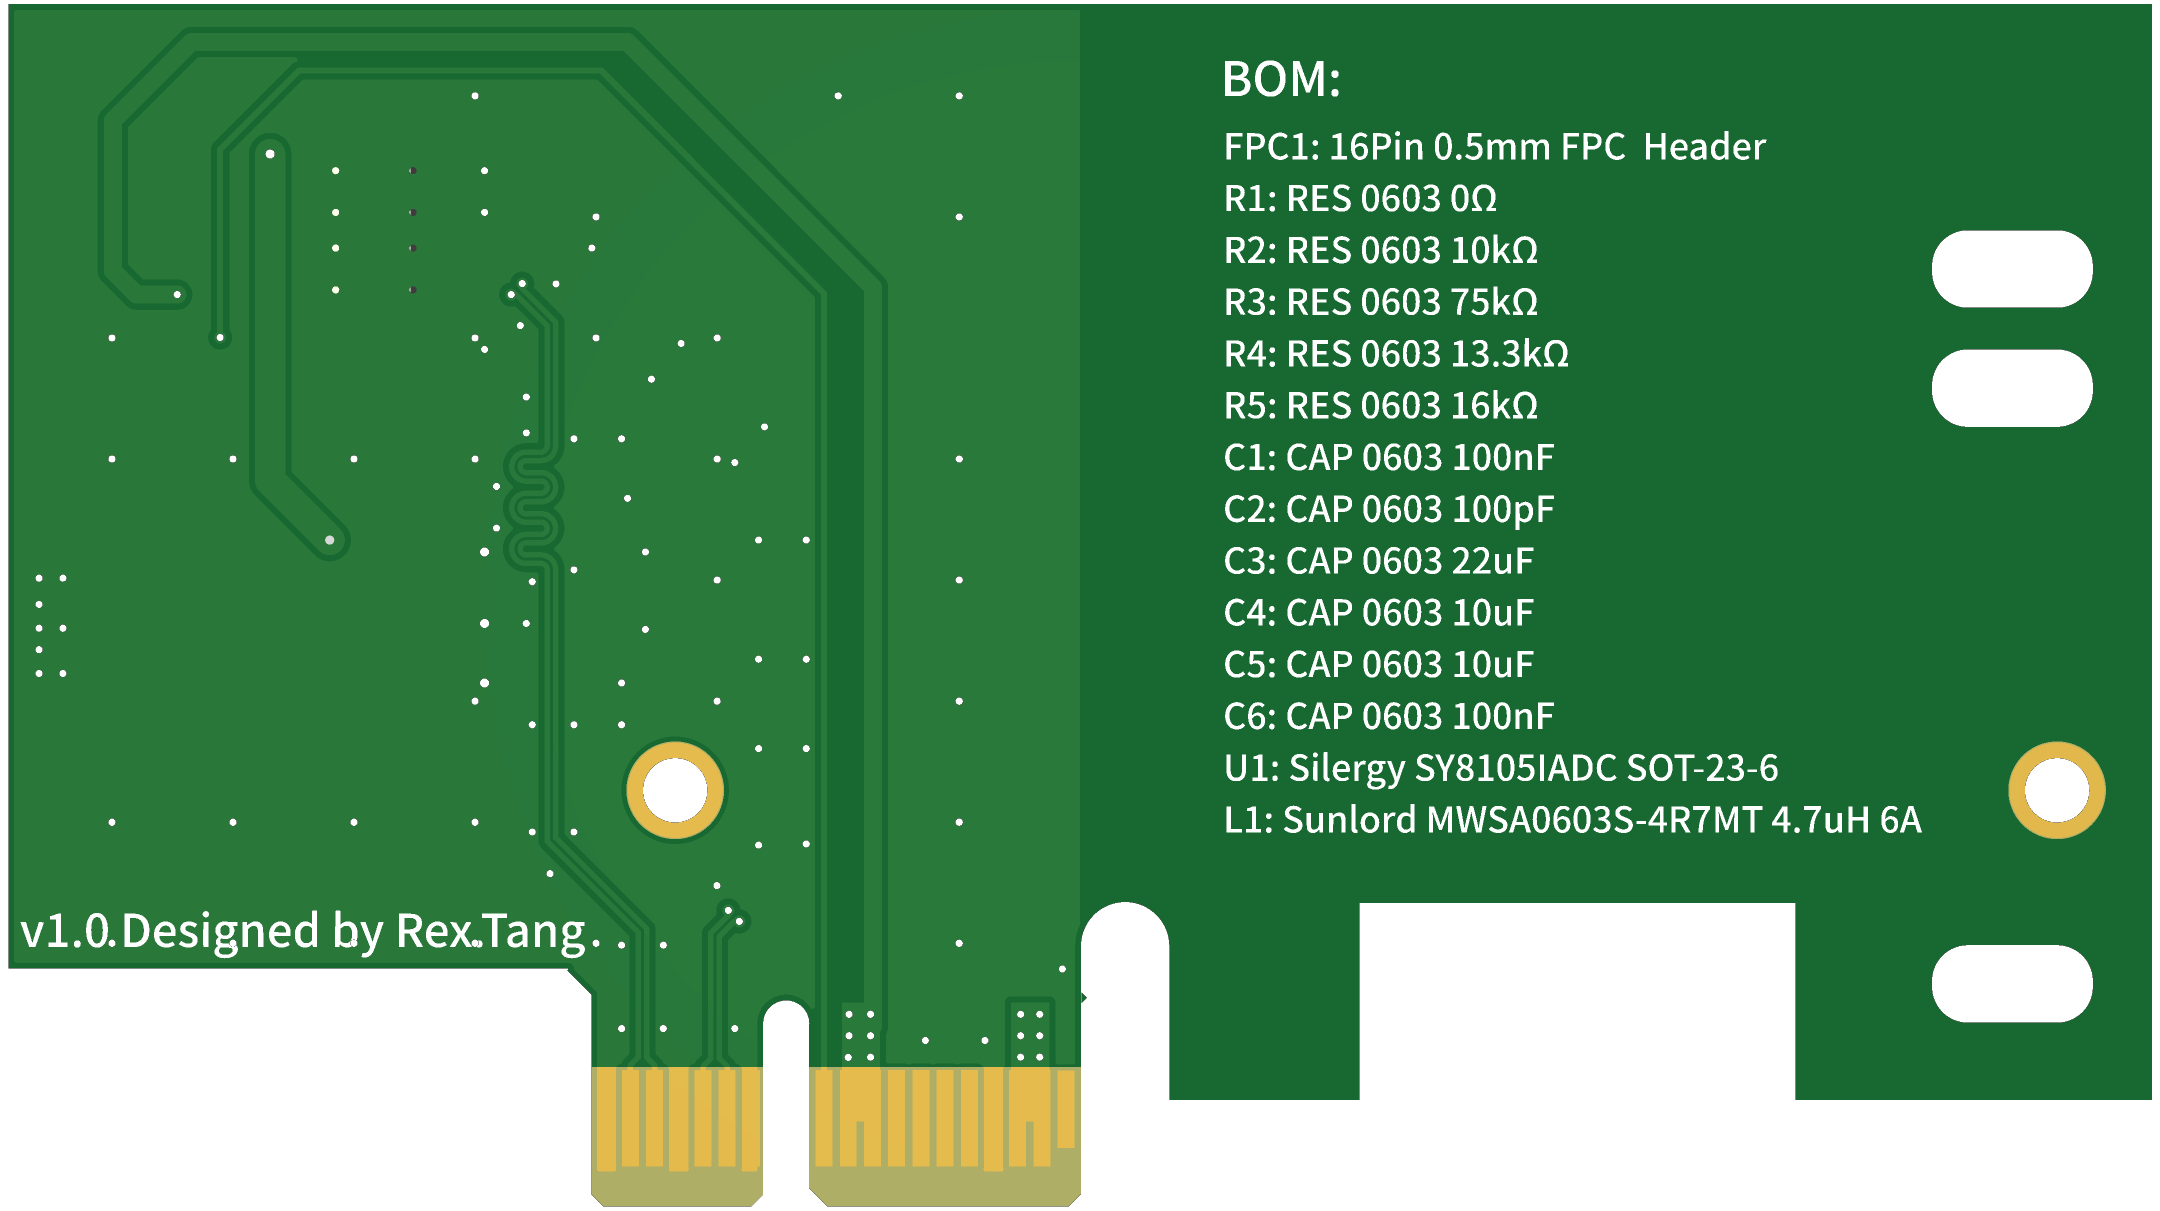 BOM:
FPC1: 16Pin 0.5mm FPC  Header
R1: RES 0603 0Ω
R2: RES 0603 10kΩ
R3: RES 0603 75kΩ
R4: RES 0603 13.3kΩ
R5: RES 0603 16kΩ
C1: CAP 0603 100nF
C2: CAP 0603 100pF
C3: CAP 0603 22uF
C4: CAP 0603 10uF
C5: CAP 0603 10uF
C6: CAP 0603 100nF
U1: Silergy SY8105IADC SOT-23-6
L1: Sunlord MWSA0603S-4R7MT 4.7uH 6A
v1.0 Designed by Rex.Tang